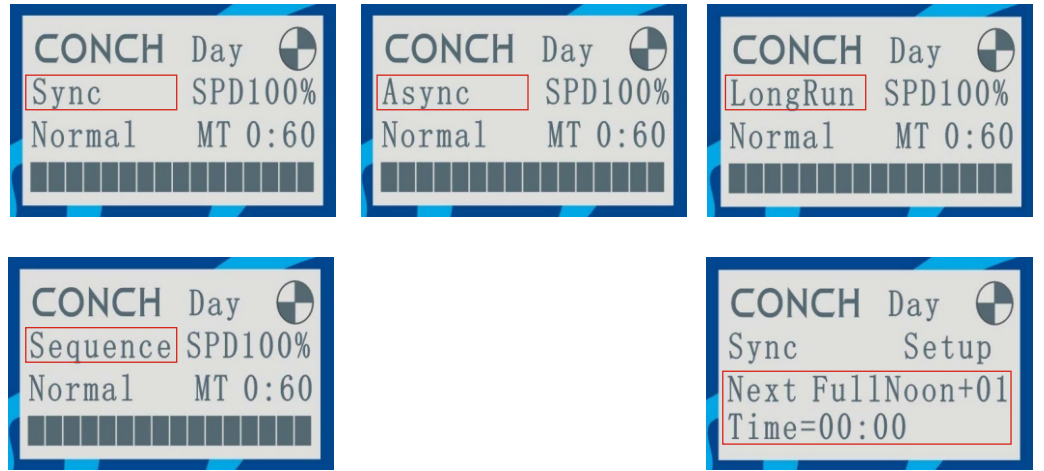 CONCH Day
Sync SPD100%
Normal MT 0:60
CONCH Day
Async SPD100%
Normal MT 0:60
CONCH Day
LongRun SPD100%
Normal MT 0:60
CONCH Day
Sequence SPD100%
Normal MT 0:60
CONCH Day
Sync Setup
Next FullNoon+01
Time=00:00